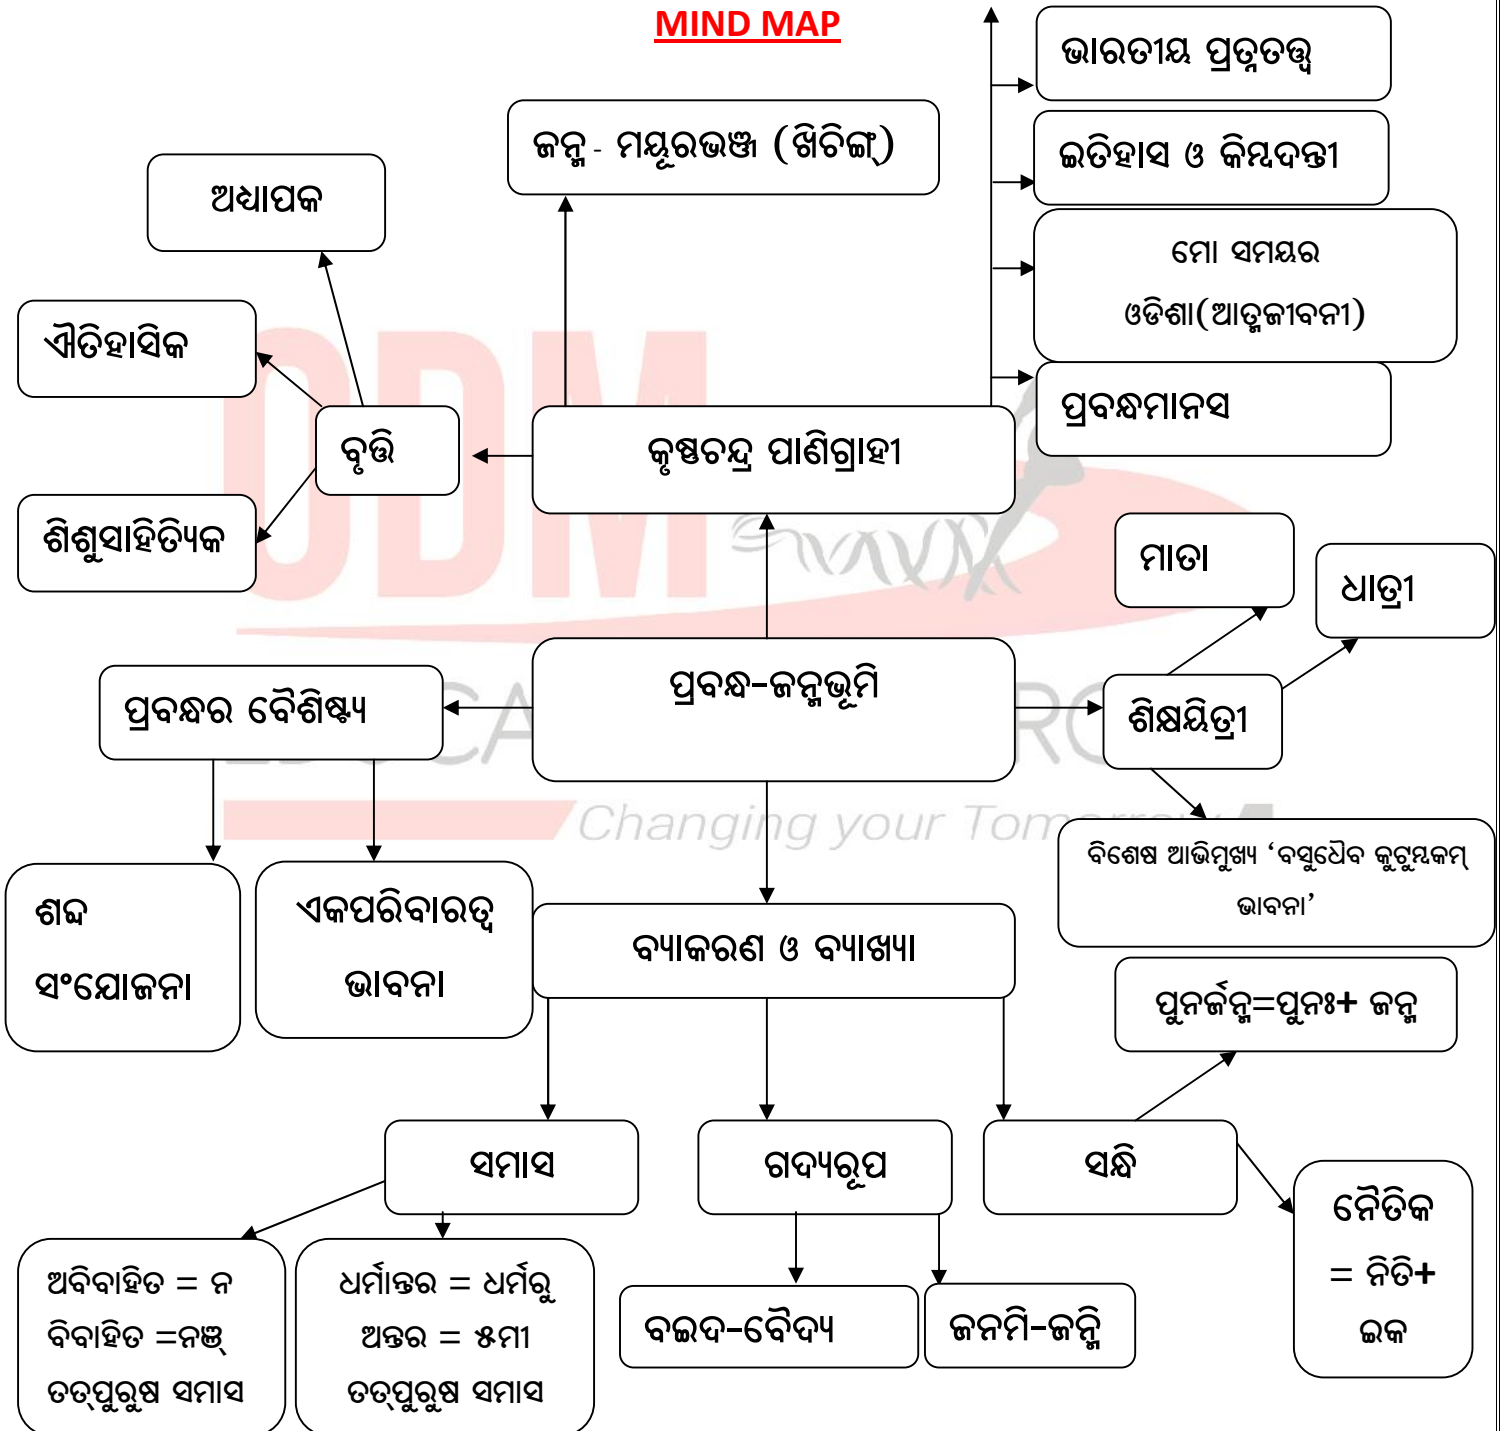 MIND MAP
ଭାରତୀୟ ପ୍ରତ୍ନତତ୍ତ୍ୱ
ଜନ୍ମ - ମୟୂରଭଞ୍ଜ (ଖିଚିଙ୍ଗ୍)
ଇତିହାସ ଓ କିମ୍ବଦନ୍ତୀ
ଅଧ୍ୟାପକ
ମୋ ସମୟର
ଓଡିଶା(ଆତ୍ମଜୀବନୀ)
ଐତିହାସିକ
ପ୍ରବନ୍ଧମାନସ
ବୃତ୍ତି
କୃଷ୍ଣଚନ୍ଦ୍ର ପାଣିଗ୍ରାହୀ
ଶିଶୁସାହିତ୍ୟିକ
ମାତା
ଧାତ୍ରୀ
ପ୍ରବନ୍ଧ-ଜନ୍ମଭୂମି
ପ୍ରବନ୍ଧର ବୈଶିଷ୍ଟ୍ୟ
ଶିକ୍ଷୟିତ୍ରୀ
Changing your Tomorrow
ବିଶେଷ ଆଭିମୁଖ୍ୟ ‘ବସୁଧୈବ କୁଟୁମ୍ବକମ୍
ଭାବନା’
ଶବ୍ଦ
ସଂଯୋଜନା
ଏକପରିବାରତ୍ୱ
ଭାବନା
ବ୍ୟାକରଣ ଓ ବ୍ୟାଖ୍ୟା
ପୁନର୍ଜନ୍ମ=ପୁନଃ+ ଜନ୍ମ
ସମାସ
ଗଦ୍ୟରୂପ
ସନ୍ଧି
ନୈତିକ
= ନିତି+
ଇକ
ଅବିବାହିତ = ନ
ବିବାହିତ =ନଞ୍
ତତ୍‌ପୁରୁଷ ସମାସ
ଧର୍ମାନ୍ତର = ଧର୍ମରୁ
ଅନ୍ତର = ୫ମୀ
ତତ୍‌ପୁରୁଷ ସମାସ
ବଇଦ-ବୈଦ୍ୟ
ଜନମି-ଜନ୍ମି
ODM